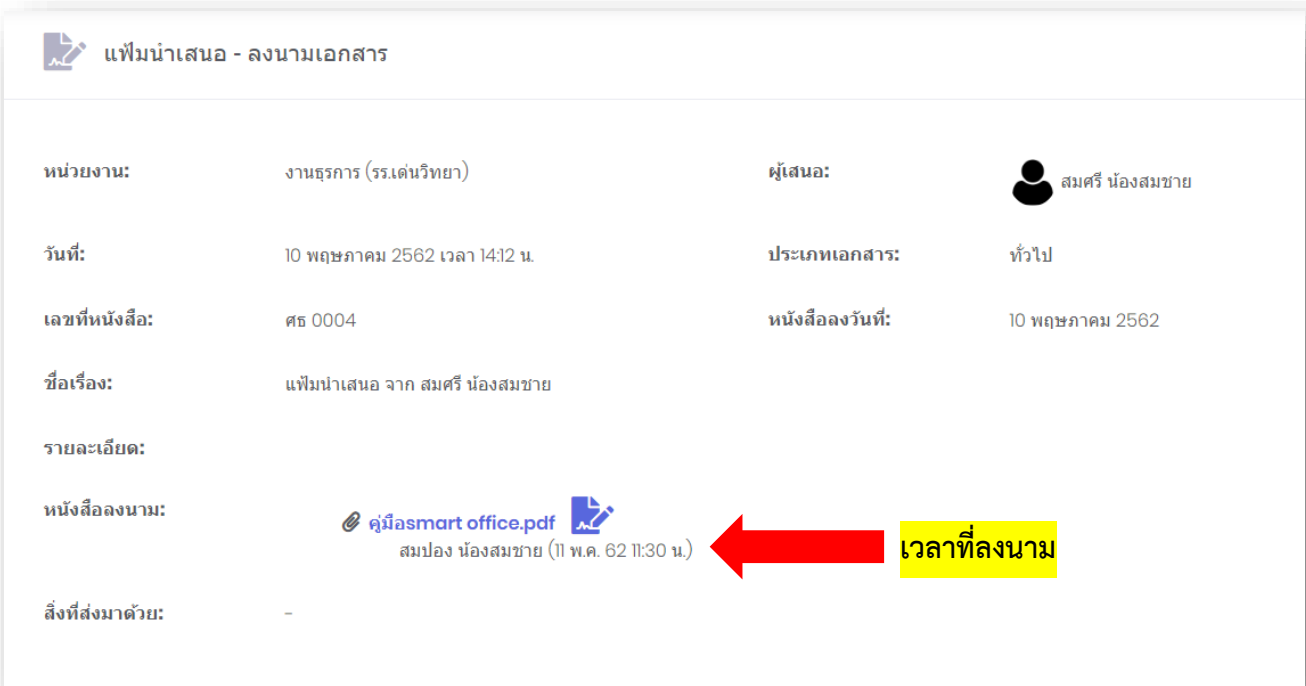 แฟ้มนำเสนอ - ลงนามเอกสาร
หน่วยงาน: งานธุรการ (รร.เด่นวิทยา) ผู้เสนอ: สมศรี น้องสมชาย
วันที่: 10 พฤษภาคม 2562 เวลา 14:12 น. ประเภทเอกสาร: ทั่วไป
เลขที่หนังสือ: ศธ 0004 หนังสือลงวันที่: 10 พฤษภาคม 2562
ชื่อเรื่อง: แฟ้มนำเสนอ จาก สมศรี น้องสมชาย
รายละเอียด:
หนังสือลงนาม: คู่มือsmart office.pdf
สมปอง น้องสมชาย (11 พ.ค. 62 11:30 น.) เวลาที่ลงนาม
สิ่งที่ส่งมาด้วย: -